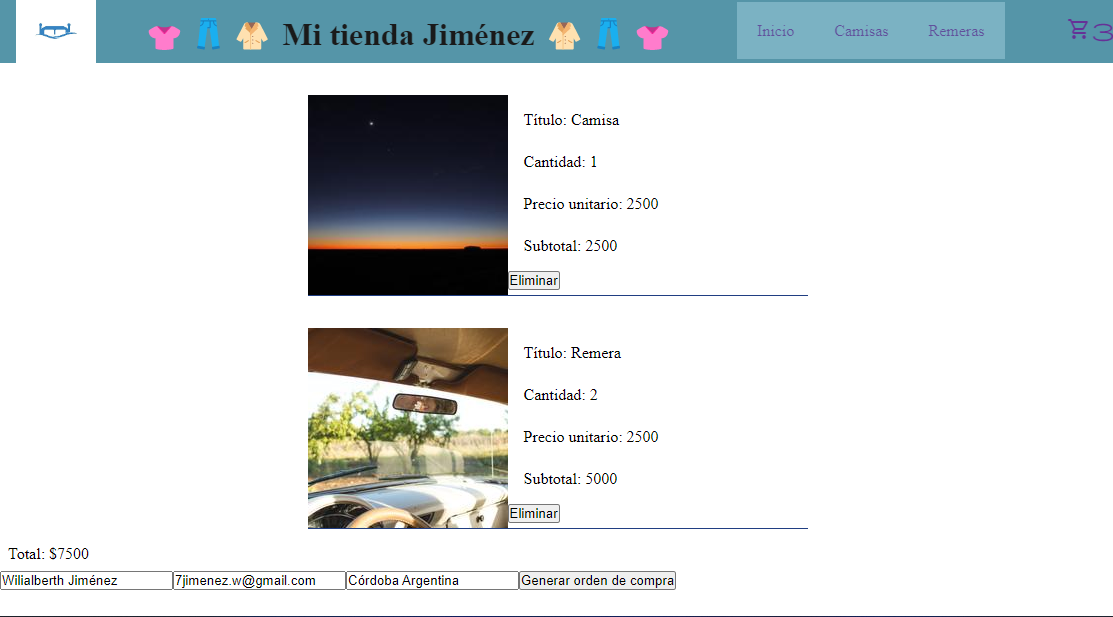 Mi tienda Jiménez
Inicio Camisas Remeras
3
Título: Camisa
Cantidad: 1
Precio unitario: 2500
Subtotal: 2500
Eliminar
Título: Remera
Cantidad: 2
Precio unitario: 2500
Subtotal: 5000
Eliminar
Total: $7500
Wilialberth Jiménez 7jimenez.w@gmail.com Córdoba Argentina Generar orden de compra